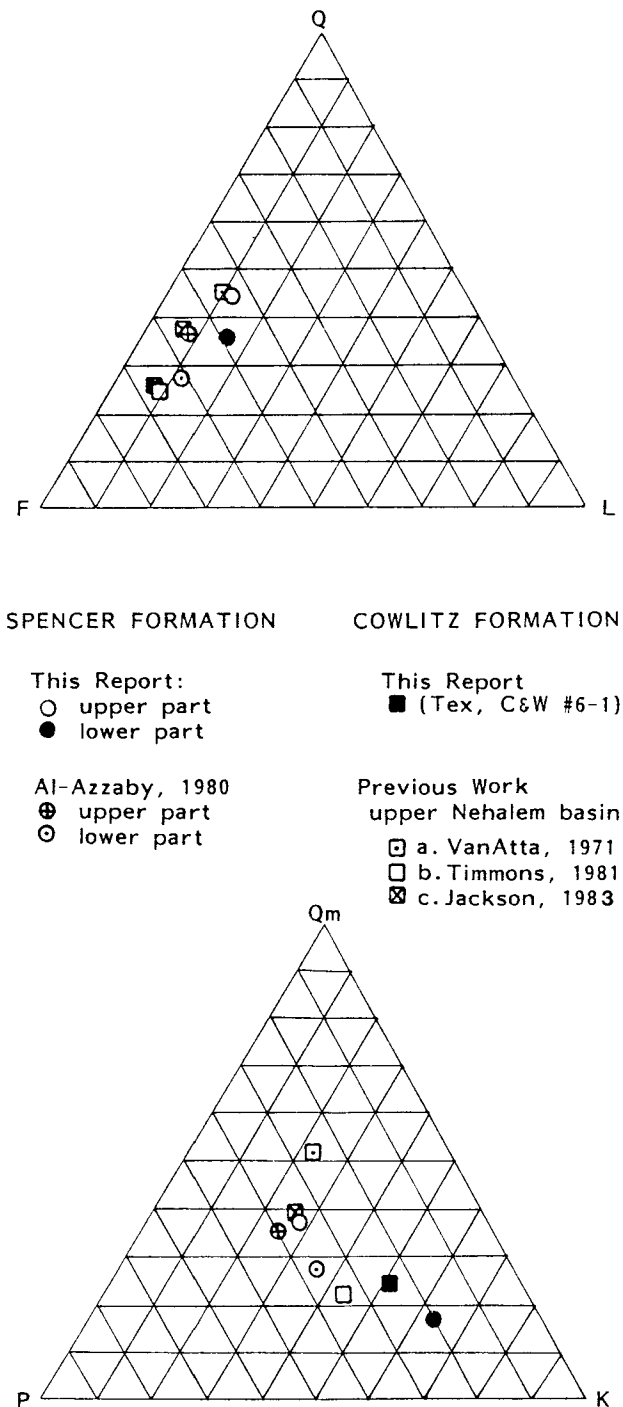 Q
F
L
SPENCER FORMATION
This Report:
upper part
lower part
Al-Azzaby, 1980
upper part
lower part
COWLITZ FORMATION
This Report
(Tex, C&W #6-1)
Previous Work
upper Nehalem basin
a. VanAtta, 1971
b. Timmons, 1981
c. Jackson, 1983
Qm
P
K